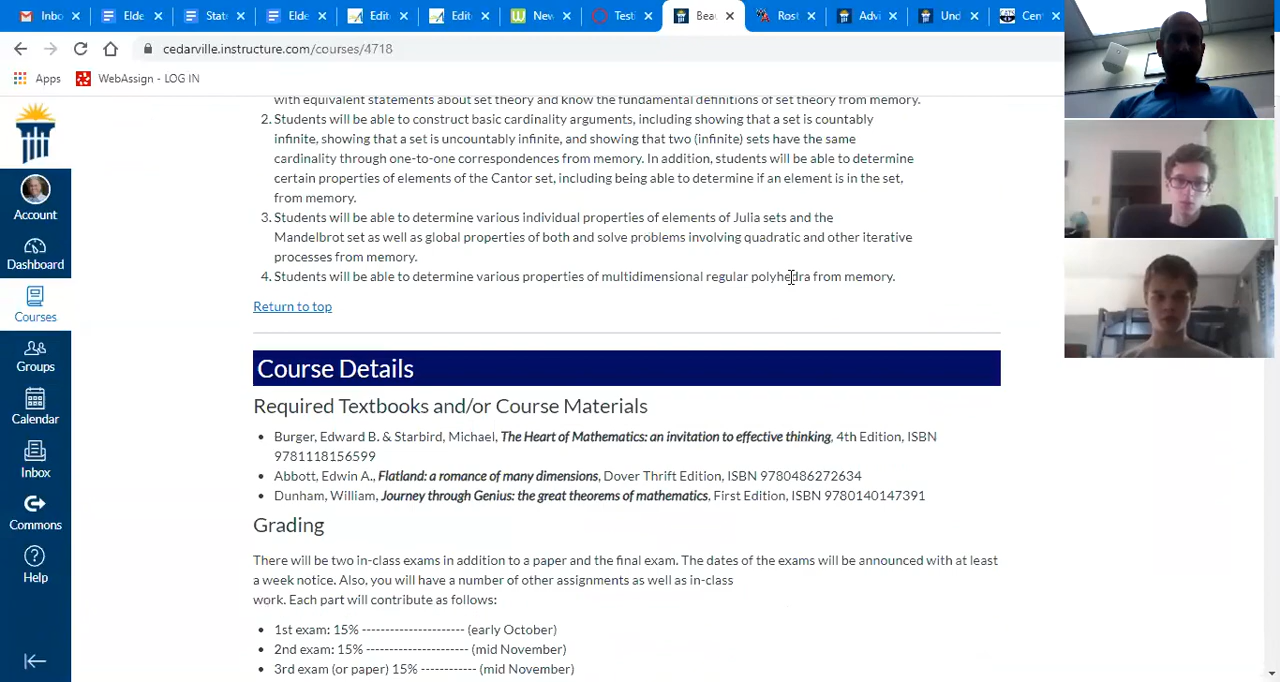 Inbo
Elde
Stat
Elde
Edit
Edit
New
Testi
Beau
Rost
Advi
Und
Cent
cedarville.instructure.com/courses/4718
Apps
WebAssign - LOG IN
with equivalent statements about set theory and know the fundamental definitions of set theory from memory.
2. Students will be able to construct basic cardinality arguments, including showing that a set is countably
infinite, showing that a set is uncountably infinite, and showing that two (infinite) sets have the same
cardinality through one-to-one correspondences from memory. In addition, students will be able to determine
certain properties of elements of the Cantor set, including being able to determine if an element is in the set,
from memory.
3. Students will be able to determine various individual properties of elements of Julia sets and the
Mandelbrot set as well as global properties of both and solve problems involving quadratic and other iterative
processes from memory.
4. Students will be able to determine various properties of multidimensional regular polyhedra from memory.
Return to top
Course Details
Required Textbooks and/or Course Materials
• Burger, Edward B. & Starbird, Michael, The Heart of Mathematics: an invitation to effective thinking, 4th Edition, ISBN
9781118156599
• Abbott, Edwin A., Flatland: a romance of many dimensions, Dover Thrift Edition, ISBN 9780486272634
• Dunham, William, Journey through Genius: the great theorems of mathematics, First Edition, ISBN 9780140147391
Grading
There will be two in-class exams in addition to a paper and the final exam. The dates of the exams will be announced with at least
a week notice. Also, you will have a number of other assignments as well as in-class
work. Each part will contribute as follows:
• 1st exam: 15% ---------------------- (early October)
• 2nd exam: 15% ---------------------- (mid November)
• 3rd exam (or paper) 15% ------------ (mid November)
Account
Dashboard
Courses
Groups
Calendar
Inbox
Commons
Help